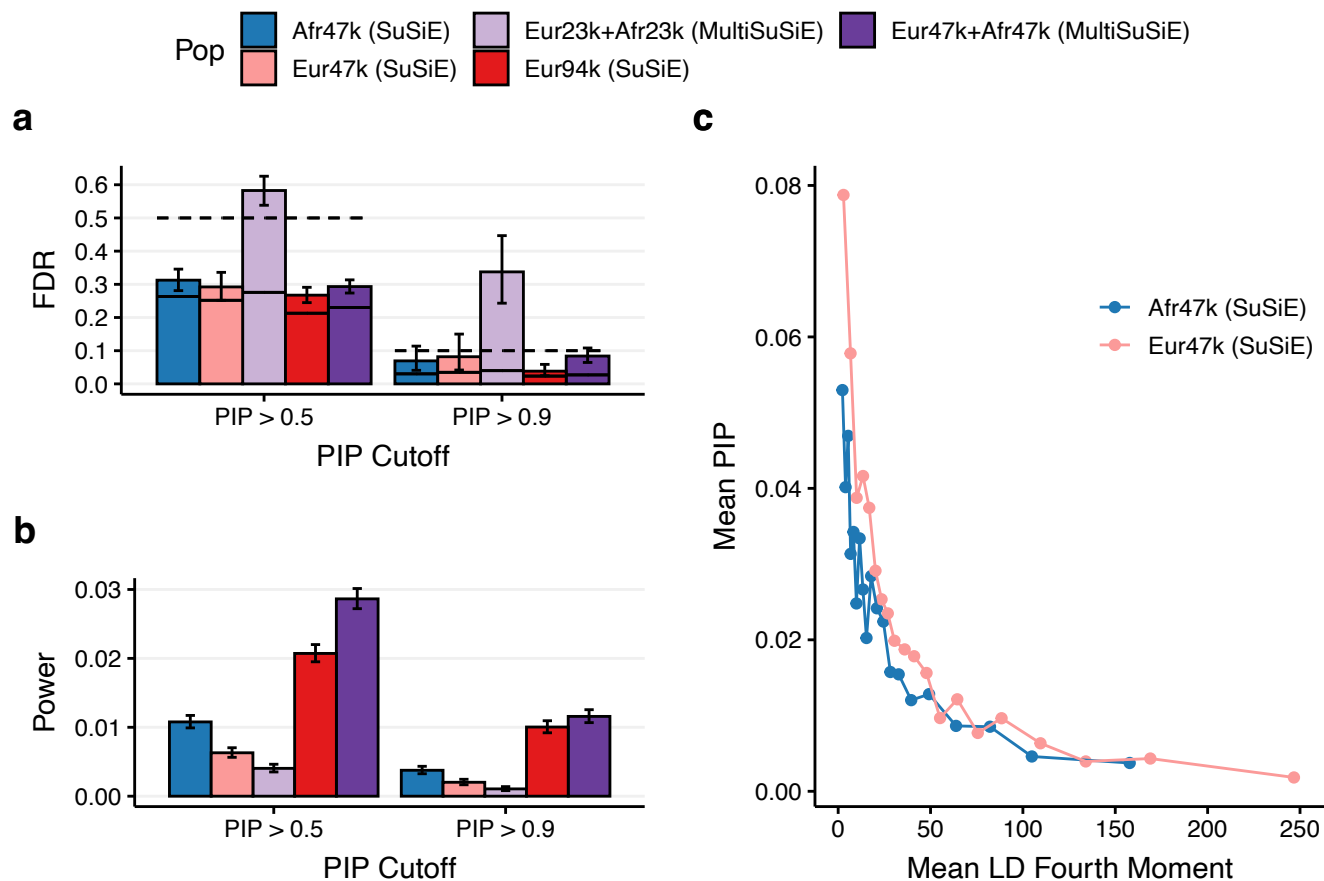 Pop
Afr47k (SuSiE)
Eur23k+Afr23k (MultiSuSiE)
Eur47k+Afr47k (MultiSuSiE)
Eur47k (SuSiE)
Eur94k (SuSiE)
a
FDR
0.6
0.5
0.4
0.3
0.2
0.1
0.0
PIP > 0.5
PIP > 0.9
PIP Cutoff
b
Power
0.03
0.02
0.01
0.00
PIP > 0.5
PIP > 0.9
PIP Cutoff
c
Mean PIP
0.08
0.06
0.04
0.02
0.00
Afr47k (SuSiE)
Eur47k (SuSiE)
0
50
100
150
200
250
Mean LD Fourth Moment